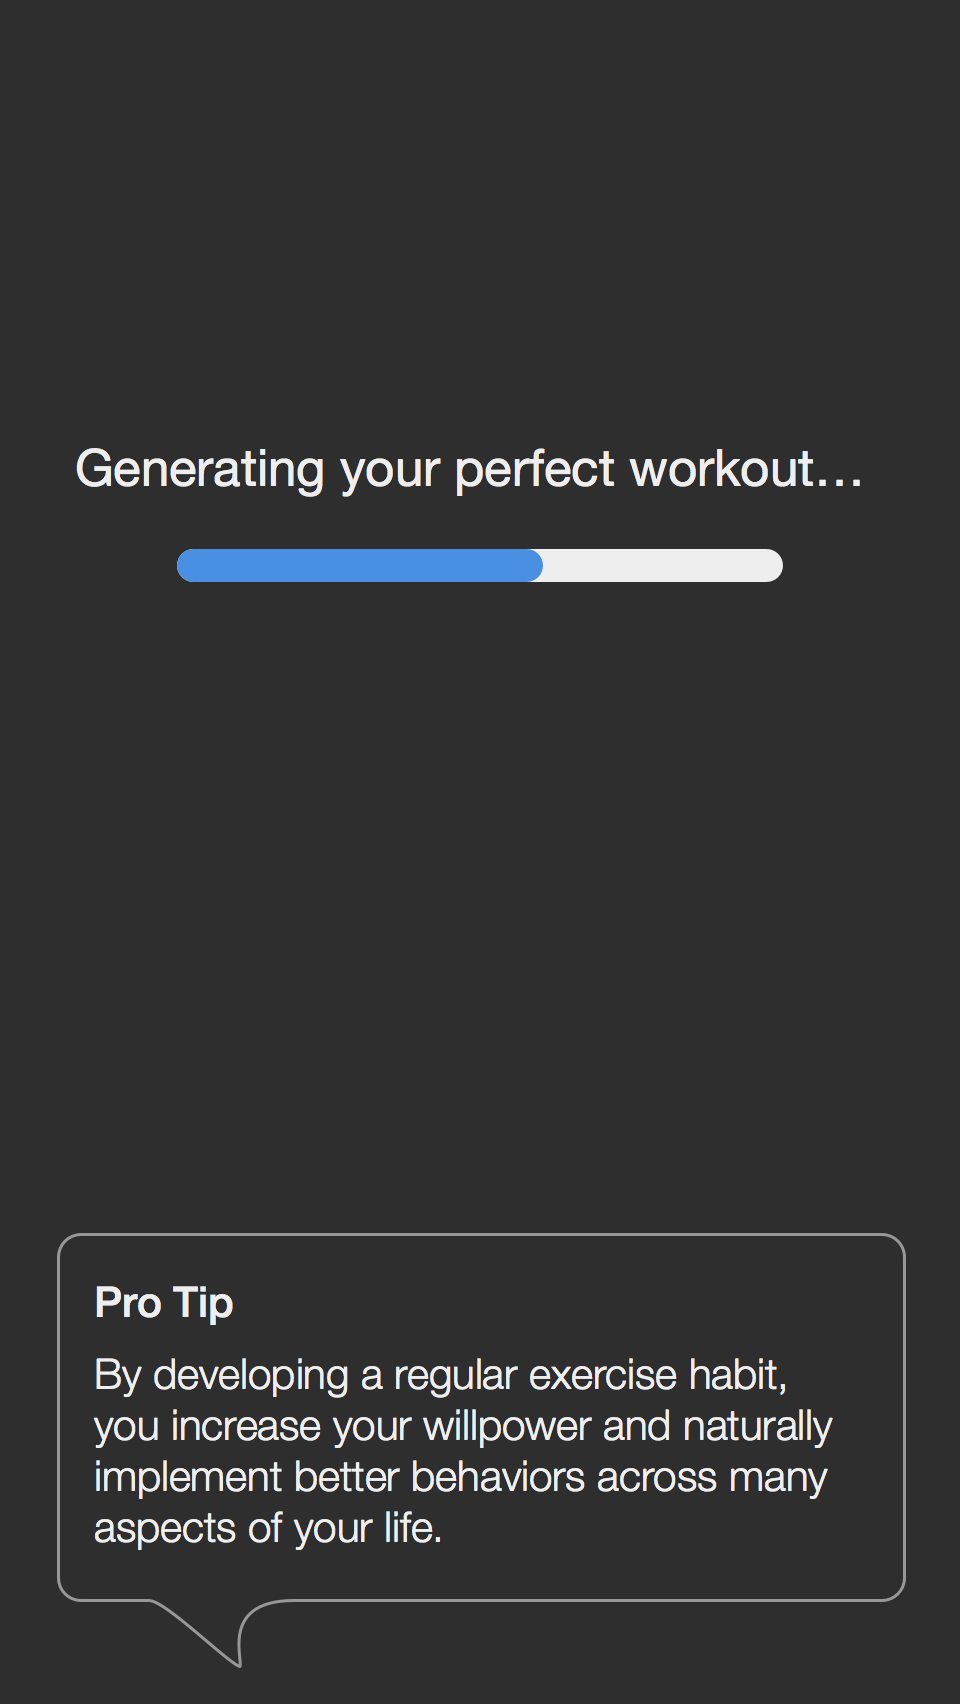 Generating your perfect workout...
Pro Tip
By developing a regular exercise habit,
you increase your willpower and naturally
implement better behaviors across many
aspects of your life.